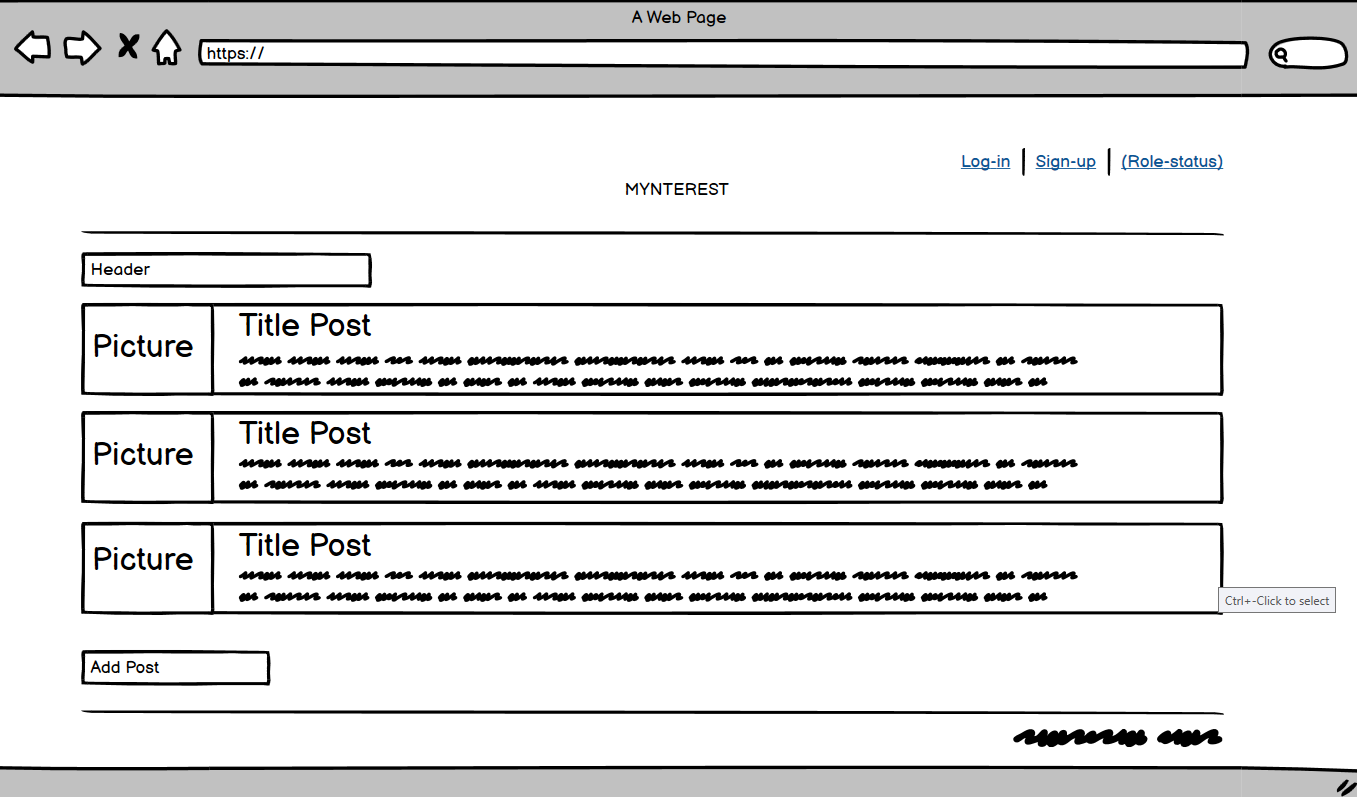 A Web Page
https://
Log-in Sign-up (Role-status)
MYNTEREST
Header
Picture
Title Post
Picture
Title Post
Picture
Title Post
Ctrl+-Click to select
Add Post